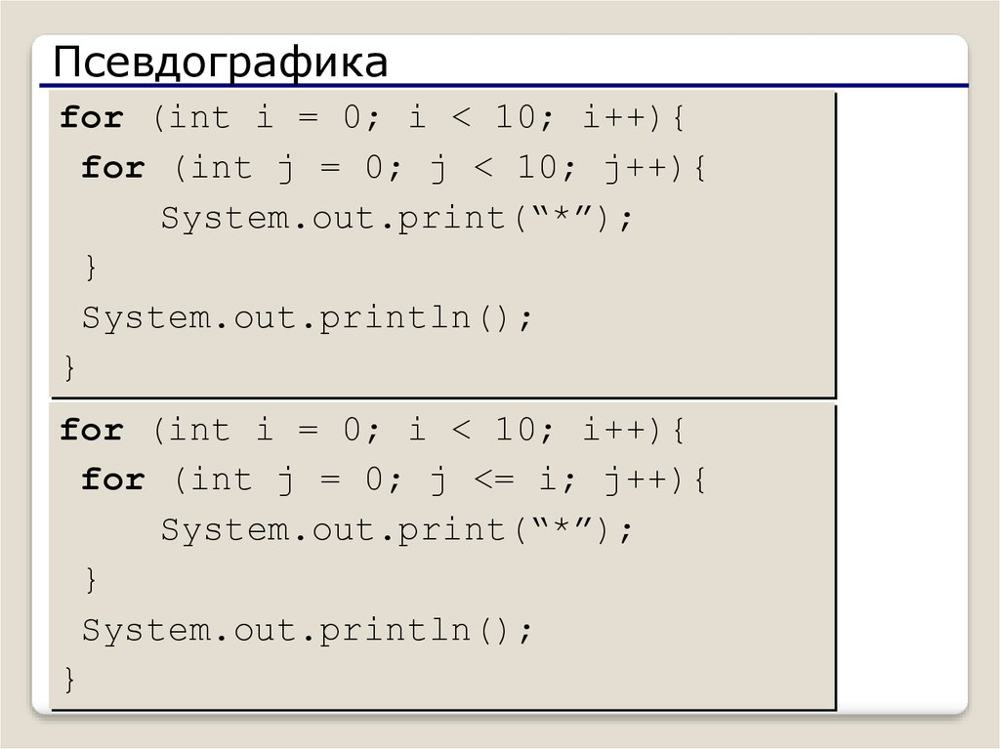 Псевдографика
for (int i = 0; i < 10; i++){
for (int j = 0; j < 10; j++){
System.out.print(“*”);
}
System.out.println();
}
for (int i = 0; i < 10; i++){
for (int j = 0; j <= i; j++){
System.out.print(“*”);
}
System.out.println();
}